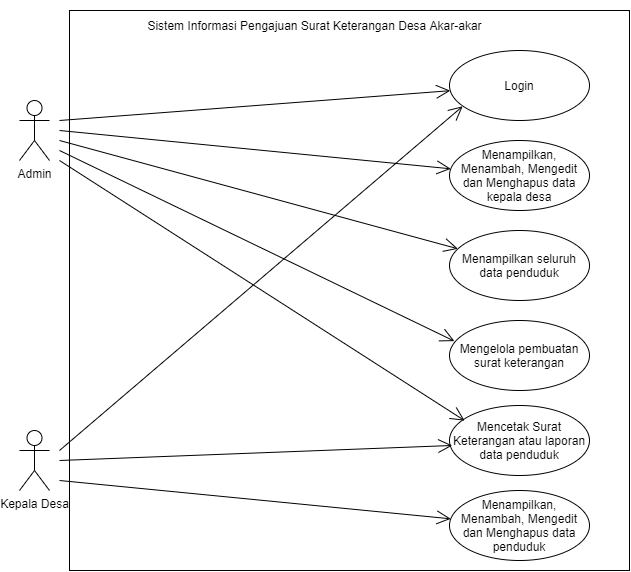 Sistem Informasi Pengajuan Surat Keterangan Desa Akar-akar
Login
Admin
Menampilkan,
Menambah, Mengedit
dan Menghapus data
kepala desa
Menampilkan seluruh
data penduduk
Mengelola pembuatan
surat keterangan
Mencetak Surat
Keterangan atau laporan
data penduduk
Kepala Desa
Menampilkan,
Menambah, Mengedit
dan Menghapus data
penduduk